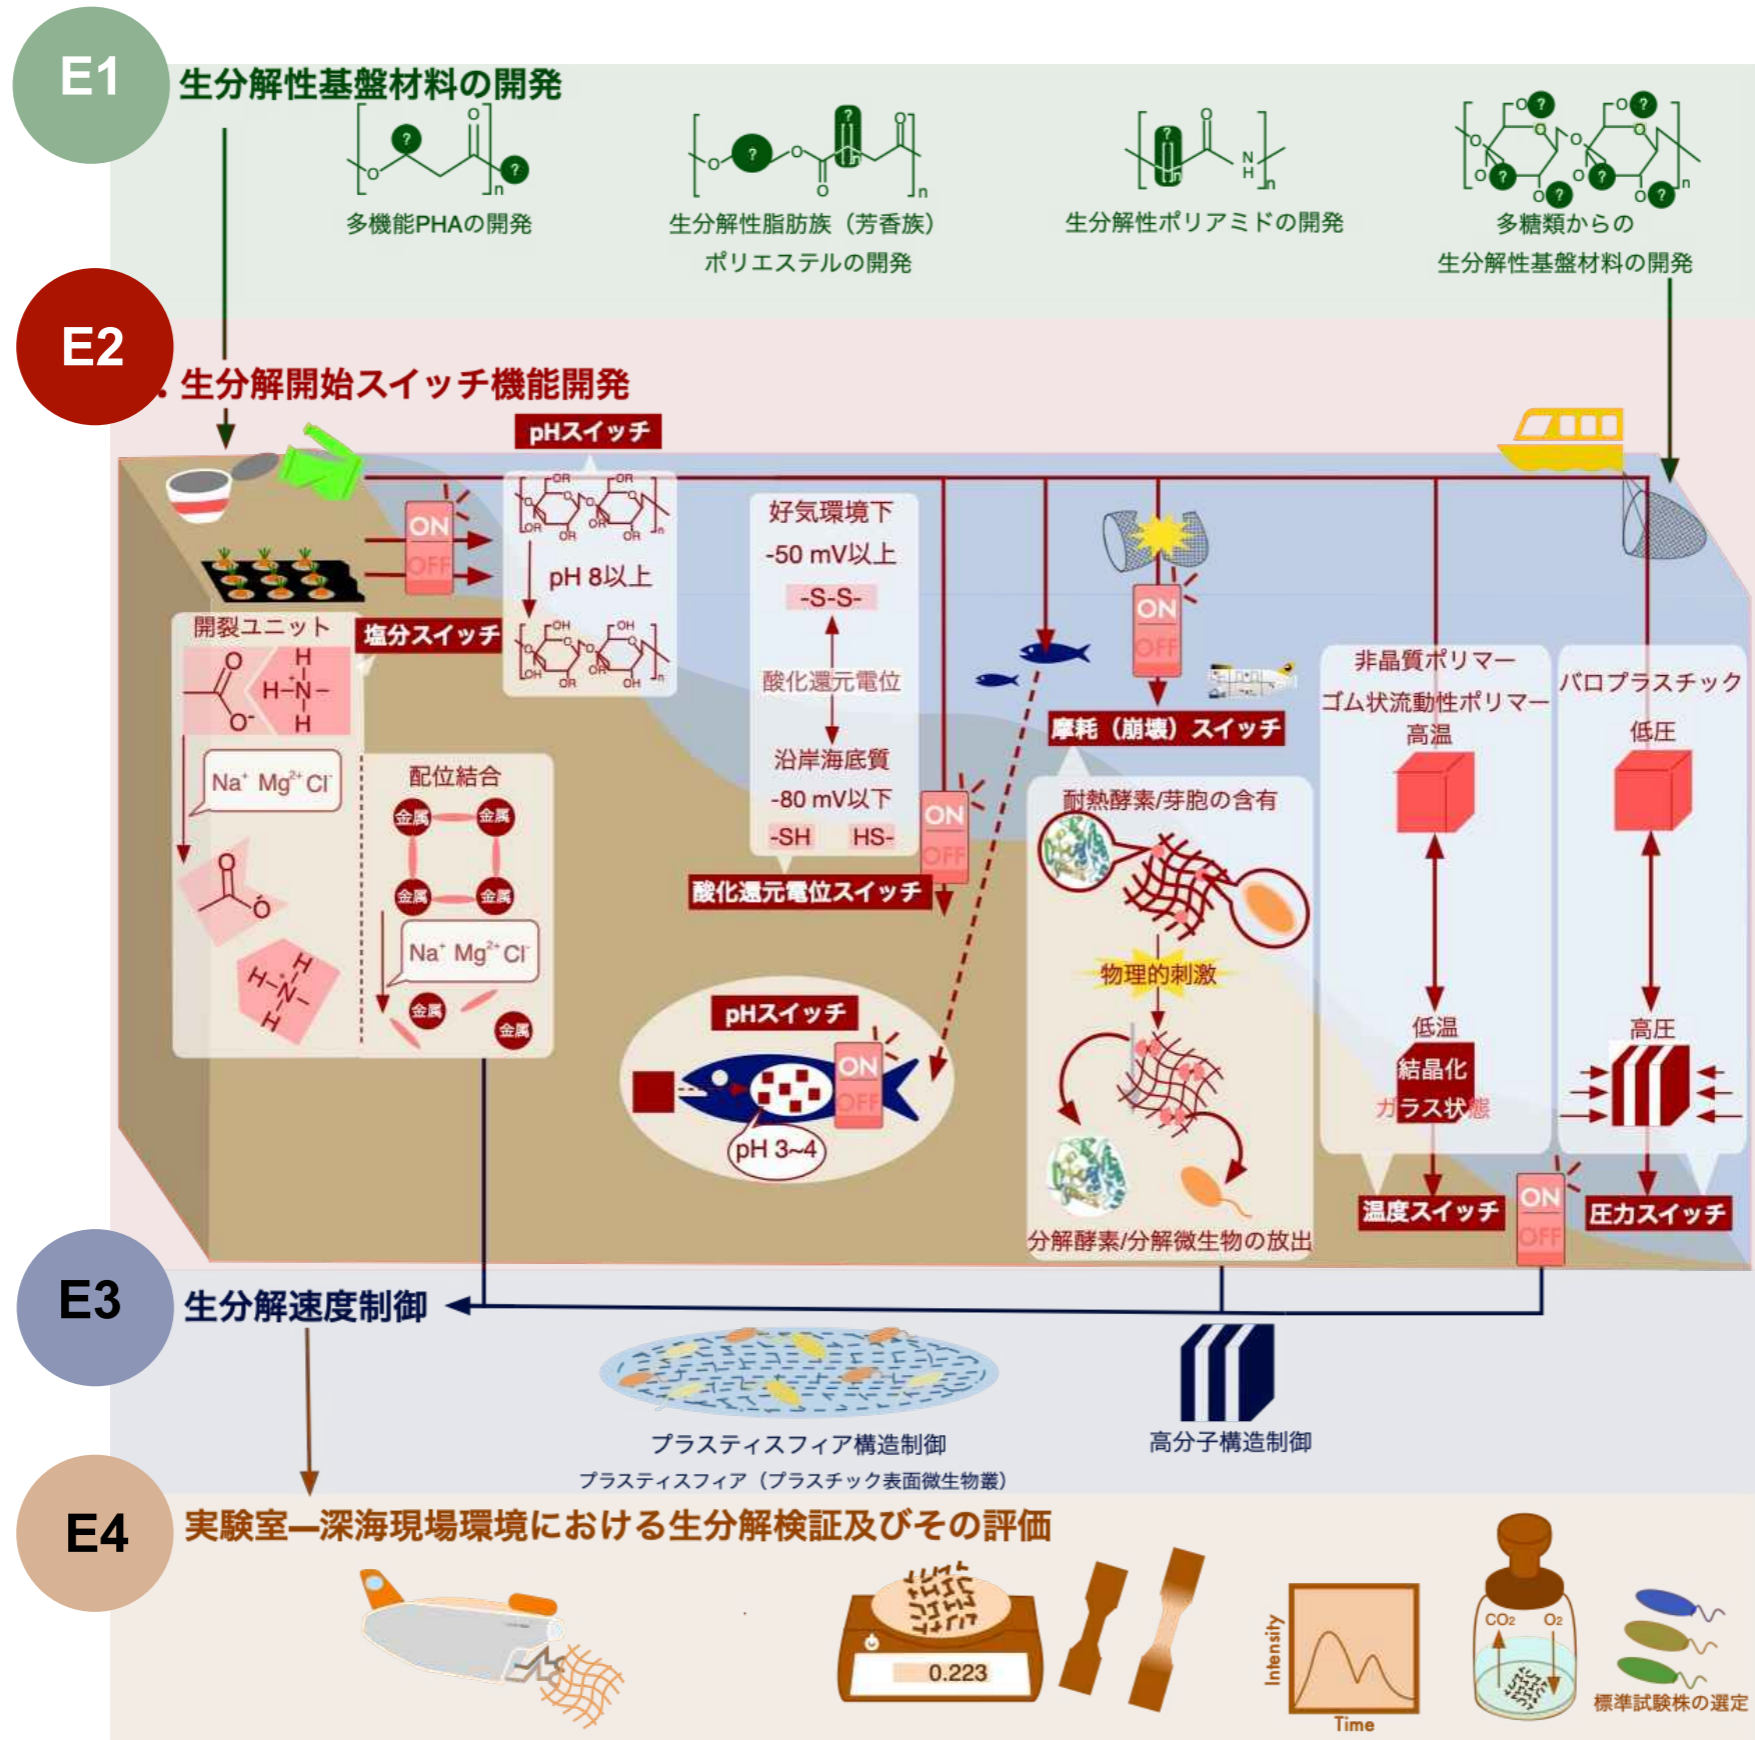 E1
生分解性基盤材料の開発
多機能PHAの開発
生分解性脂肪族（芳香族）
ポリエステルの開発
生分解性ポリアミドの開発
多糖類からの
生分解性基盤材料の開発
E2
生分解開始スイッチ機能開発
pHスイッチ
ON
OFF
pH 8以上
塩分スイッチ
開裂ユニット
Na⁺ Mg²⁺ Cl⁻
配位結合
金属
金属
金属
金属
Na⁺ Mg²⁺ Cl⁻
金属
金属
好気環境下
-50 mV以上
-S-S-
酸化還元電位
沿岸海底質
-80 mV以下
-SH HS-
ON
OFF
酸化還元電位スイッチ
pHスイッチ
ON
OFF
pH 3~4
ON
OFF
摩耗（崩壊）スイッチ
耐熱酵素/芽胞の含有
物理的刺激
分解酵素/分解微生物の放出
非晶質ポリマー
ゴム状流動性ポリマー
高温
低温
結晶化
ガラス状態
温度スイッチ
ON
OFF
バロプラスチック
低圧
高圧
圧力スイッチ
E3
生分解速度制御
プラスティスフィア構造制御
プラスティスフィア（プラスチック表面微生物叢）
高分子構造制御
E4
実験室―深海現場環境における生分解検証及びその評価
0.223
Intensity
Time
CO₂ O₂
標準試験株の選定